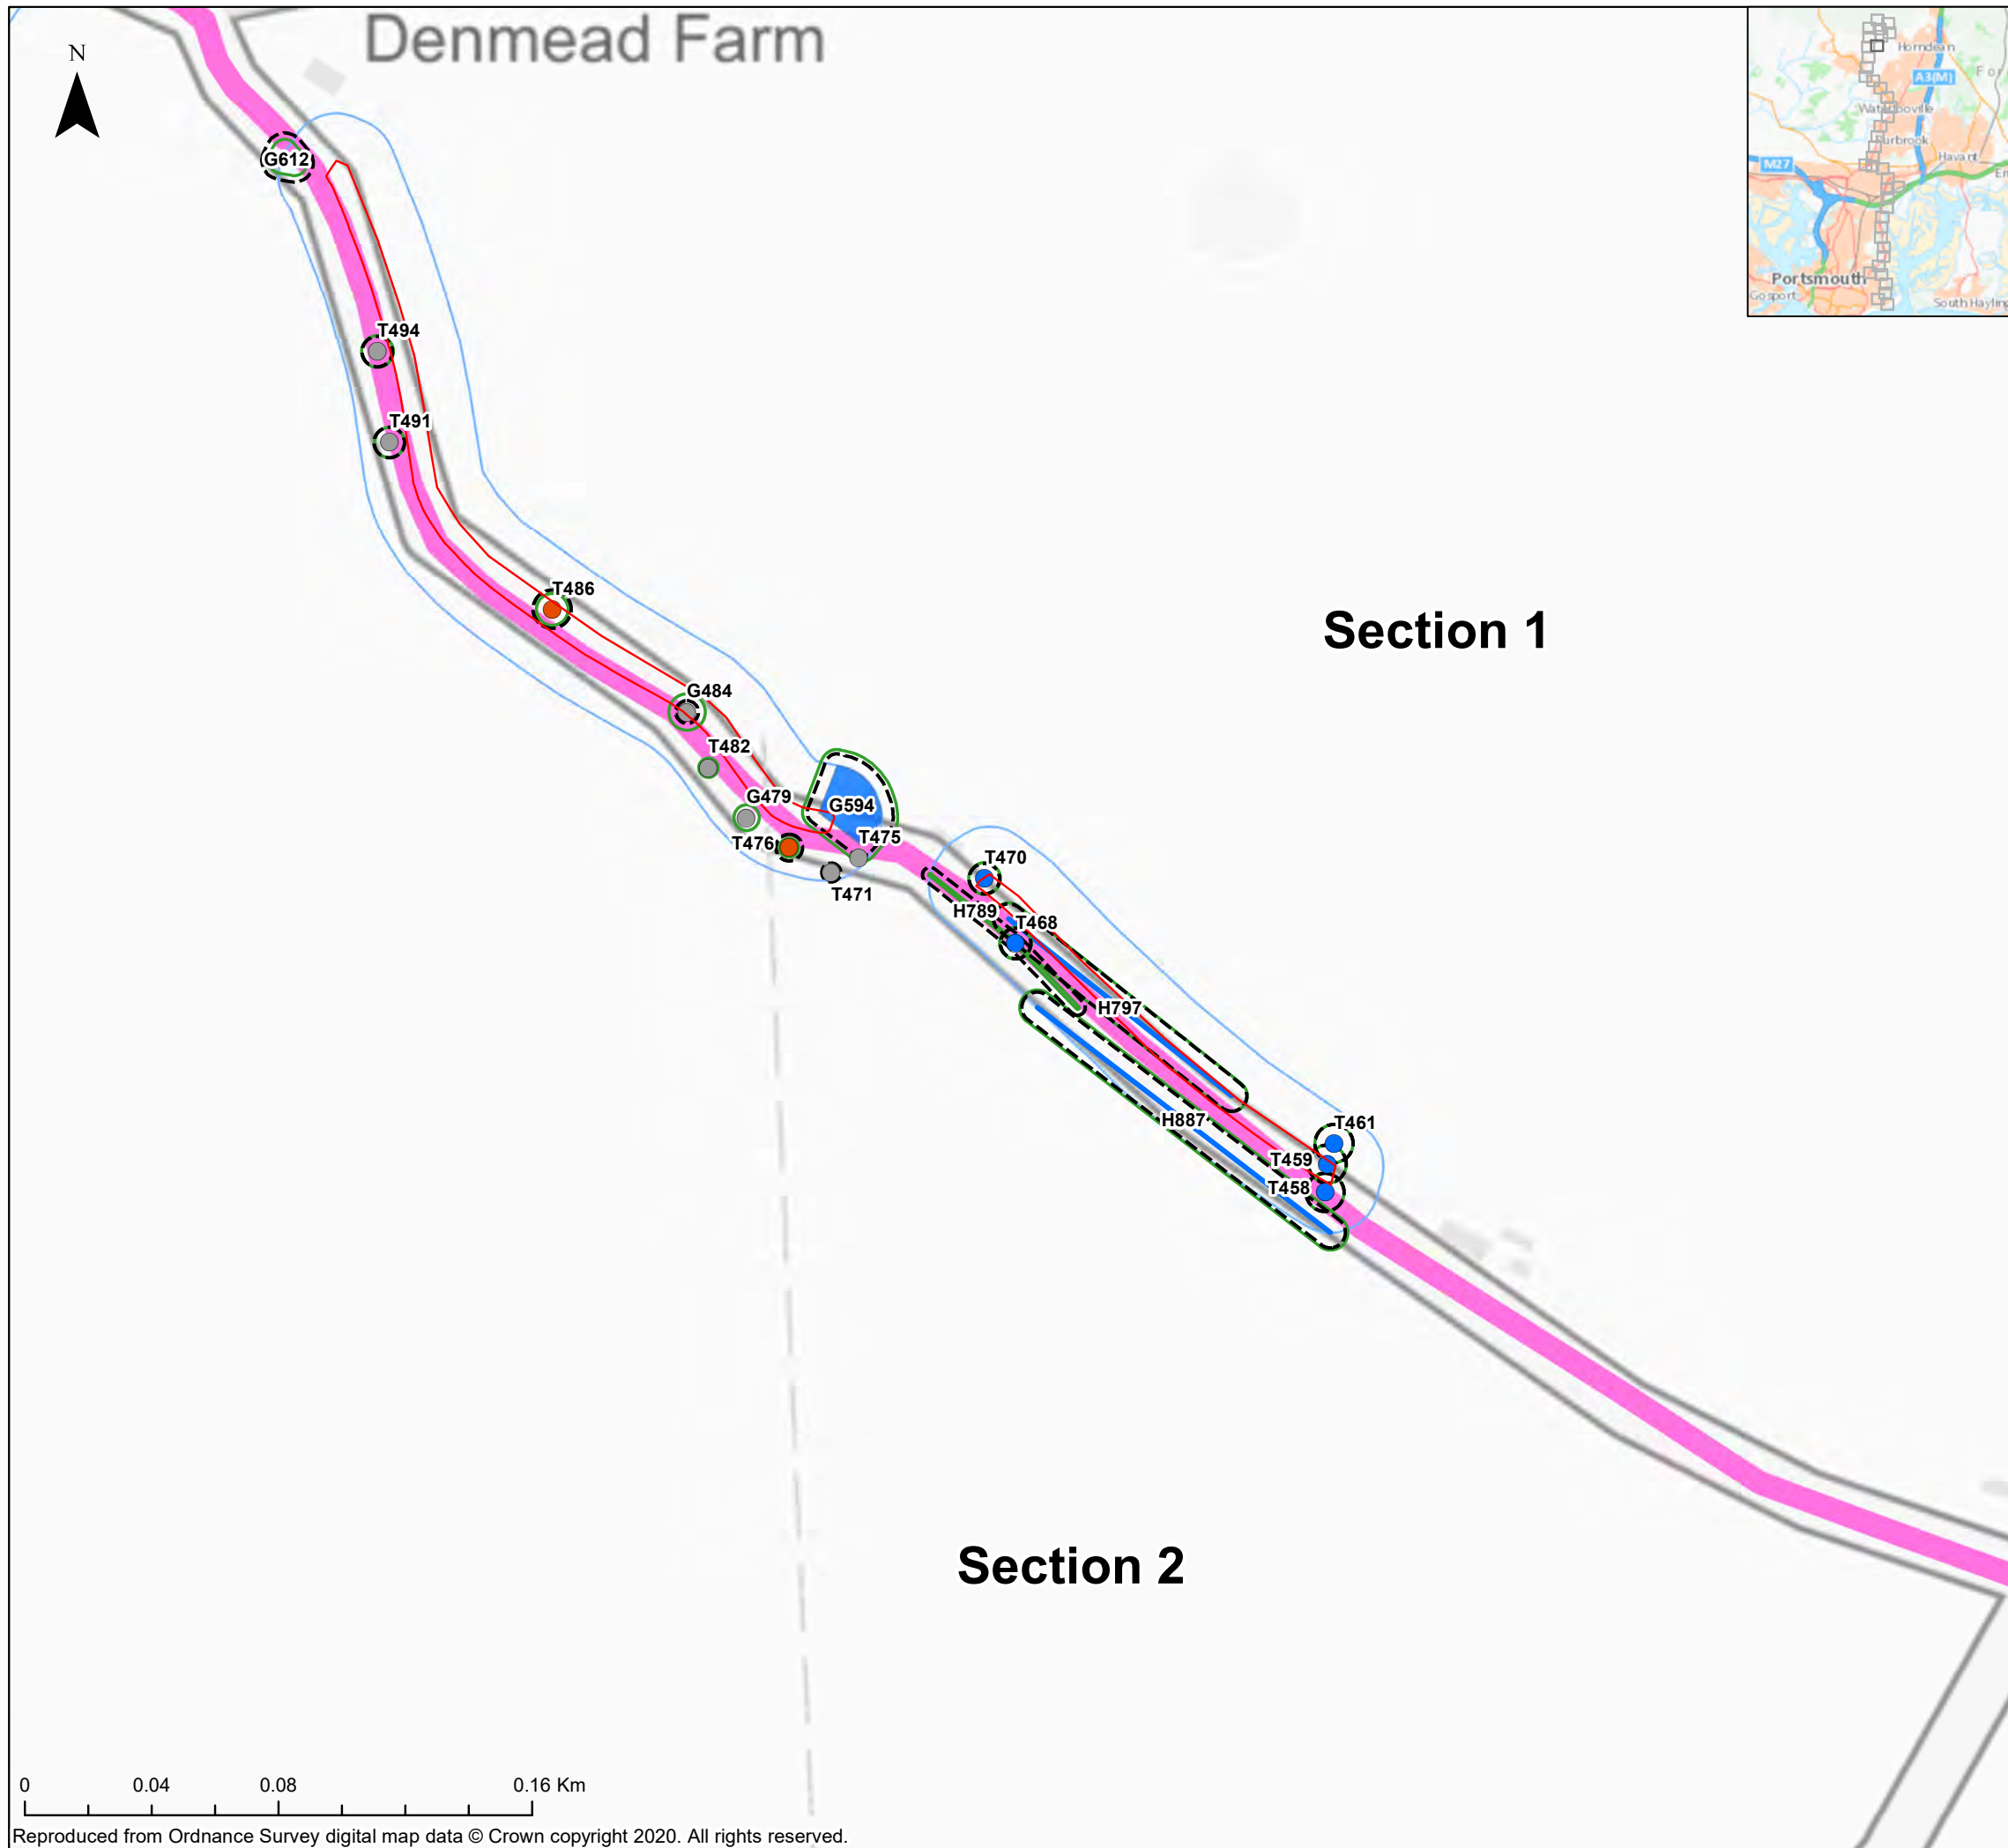 Denmead Farm
N
Horndean
A3(M)
Waterlooville
Purbrook
Havant
M27
Portsmouth
Gosport
G612
T494
T491
T486
Section 1
G484
T482
G479
G594
T476
T475
T471
T470
H789
T468
H797
H887
T461
T459
T458
Section 2
0 0.04 0.08 0.16 Km
Reproduced from Ordnance Survey digital map data © Crown copyright 2020. All rights reserved.